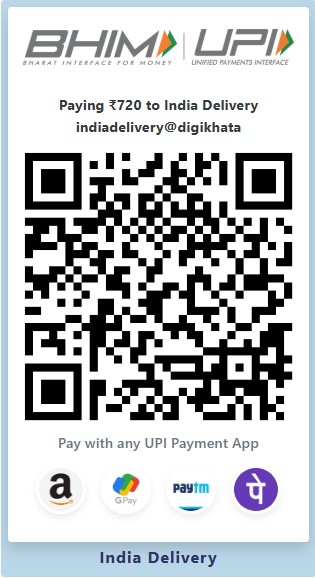 BHIM UPI
BHARAT INTERFACE FOR MONEY UNIFIED PAYMENTS INTERFACE
Paying ₹720 to India Delivery
indiadelivery@digikhata
Pay with any UPI Payment App
a G Pay paytm पे
India Delivery